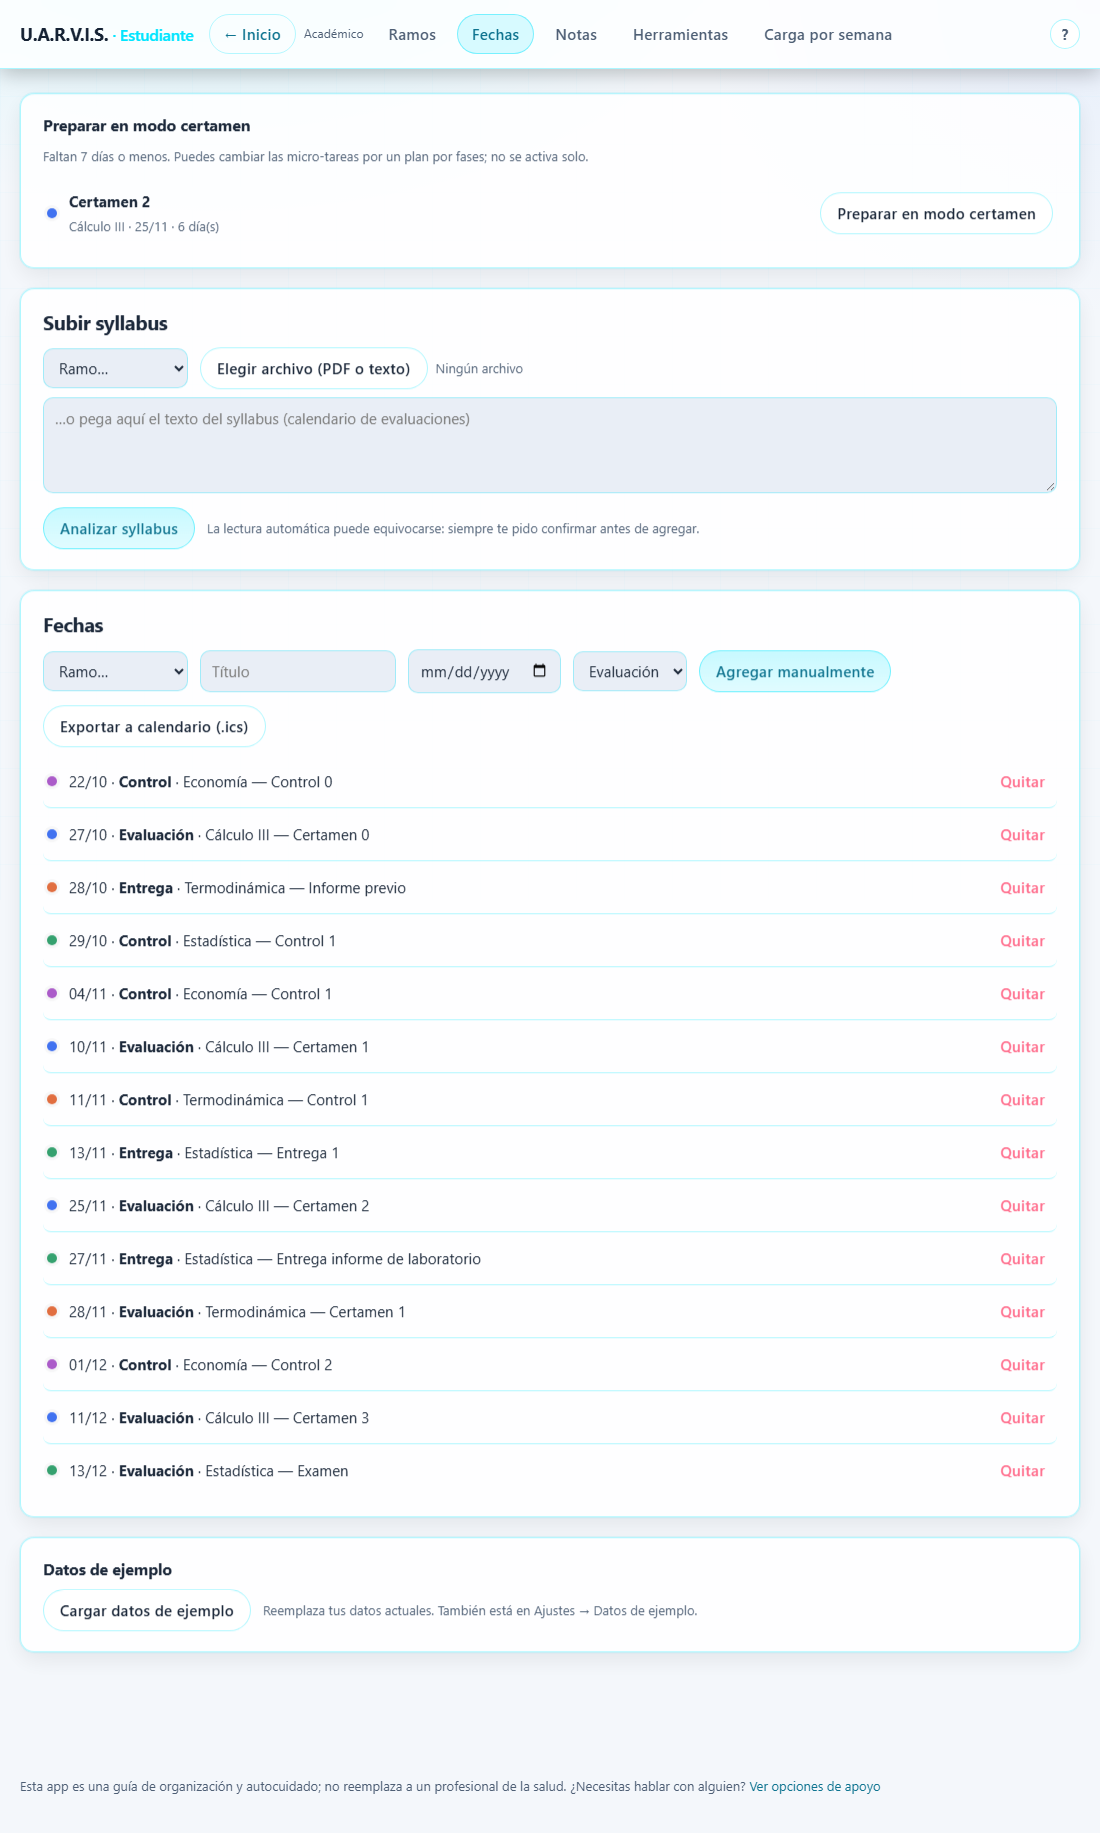 U.A.R.V.I.S. · Estudiante
← Inicio
Académico
Ramos
Fechas
Notas
Herramientas
Carga por semana
?
Preparar en modo certamen
Faltan 7 días o menos. Puedes cambiar las micro-tareas por un plan por fases; no se activa solo.
Certamen 2
Cálculo III · 25/11 · 6 día(s)
Preparar en modo certamen
Subir syllabus
Ramo...
Elegir archivo (PDF o texto)
Ningún archivo
...o pega aquí el texto del syllabus (calendario de evaluaciones)
Analizar syllabus
La lectura automática puede equivocarse: siempre te pido confirmar antes de agregar.
Fechas
Ramo...
Título
mm/dd/yyyy
Evaluación
Agregar manualmente
Exportar a calendario (.ics)
22/10 · Control · Economía — Control 0
Quitar
27/10 · Evaluación · Cálculo III — Certamen 0
Quitar
28/10 · Entrega · Termodinámica — Informe previo
Quitar
29/10 · Control · Estadística — Control 1
Quitar
04/11 · Control · Economía — Control 1
Quitar
10/11 · Evaluación · Cálculo III — Certamen 1
Quitar
11/11 · Control · Termodinámica — Control 1
Quitar
13/11 · Entrega · Estadística — Entrega 1
Quitar
25/11 · Evaluación · Cálculo III — Certamen 2
Quitar
27/11 · Entrega · Estadística — Entrega informe de laboratorio
Quitar
28/11 · Evaluación · Termodinámica — Certamen 1
Quitar
01/12 · Control · Economía — Control 2
Quitar
11/12 · Evaluación · Cálculo III — Certamen 3
Quitar
13/12 · Evaluación · Estadística — Examen
Quitar
Datos de ejemplo
Cargar datos de ejemplo
Reemplaza tus datos actuales. También está en Ajustes → Datos de ejemplo.
Esta app es una guía de organización y autocuidado; no reemplaza a un profesional de la salud. ¿Necesitas hablar con alguien? Ver opciones de apoyo